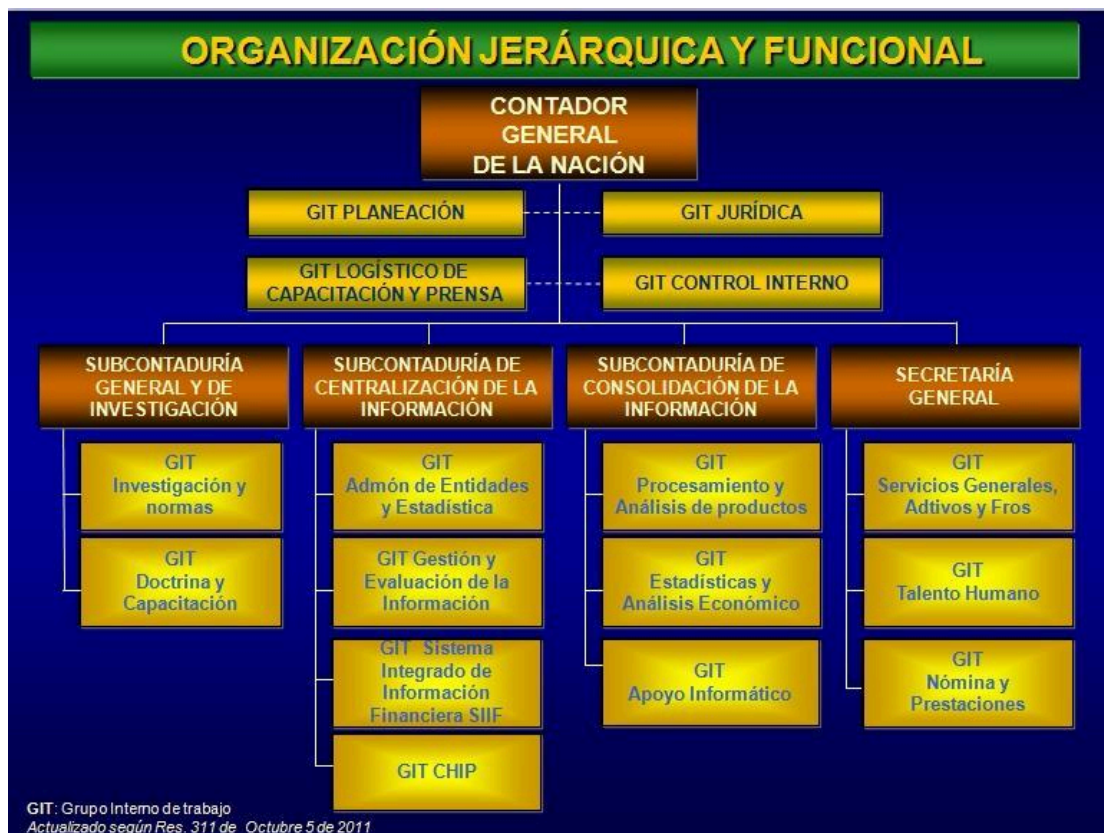 ORGANIZACIÓN JERÁRQUICA Y FUNCIONAL
CONTADOR
GENERAL
DE LA NACIÓN
GIT PLANEACIÓN
GIT JURÍDICA
GIT LOGÍSTICO DE
CAPACITACIÓN Y PRENSA
GIT CONTROL INTERNO
SUBCONTADURÍA
GENERAL Y DE
INVESTIGACIÓN
GIT
Investigación y
normas
GIT
Doctrina y
Capacitación
SUBCONTADURÍA DE
CENTRALIZACIÓN DE LA
INFORMACIÓN
GIT
Admón de Entidades
y Estadística
GIT Gestión y
Evaluación de la
Información
GIT Sistema
Integrado de
Información
Financiera SIIF
GIT CHIP
SUBCONTADURÍA DE
CONSOLIDACIÓN DE LA
INFORMACIÓN
GIT
Procesamiento y
Análisis de productos
GIT
Estadísticas y
Análisis Económico
GIT
Apoyo Informático
SECRETARÍA
GENERAL
GIT
Servicios Generales,
Adtivos y Fros
GIT
Talento Humano
GIT
Nómina y
Prestaciones
GIT: Grupo Interno de trabajo
Actualizado según Res. 311 de Octubre 5 de 2011